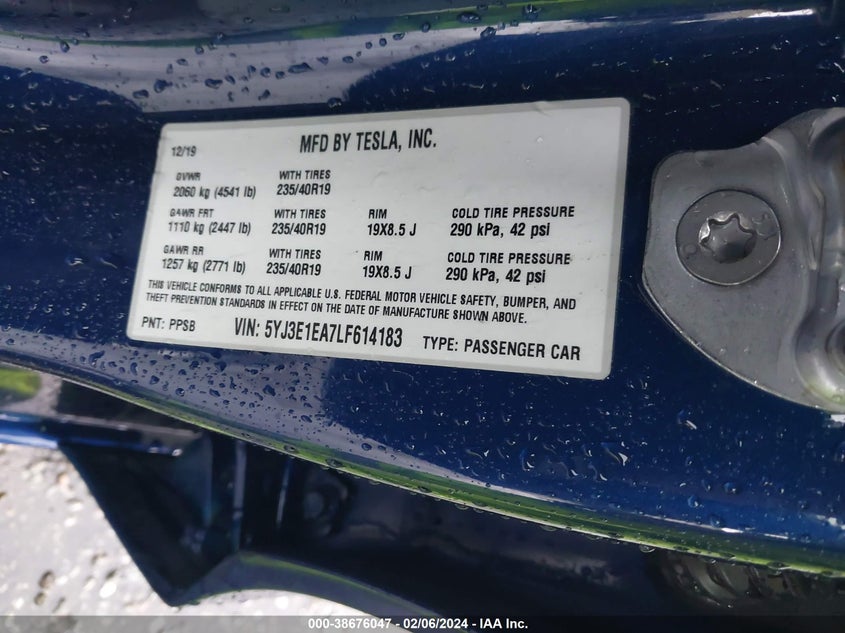 12/19 MFD BY TESLA, INC.
GVWR WITH TIRES
2060 kg (4541 lb) 235/40R19
GAWR FRT WITH TIRES RIM COLD TIRE PRESSURE
1110 kg (2447 lb) 235/40R19 19X8.5 J 290 kPa, 42 psi
GAWR RR WITH TIRES RIM COLD TIRE PRESSURE
1257 kg (2771 lb) 235/40R19 19X8.5 J 290 kPa, 42 psi
THIS VEHICLE CONFORMS TO ALL APPLICABLE U.S. FEDERAL MOTOR VEHICLE SAFETY, BUMPER, AND
THEFT PREVENTION STANDARDS IN EFFECT ON THE DATE OF MANUFACTURE SHOWN ABOVE.
PNT: PPSB VIN: 5YJ3E1EA7LF614183 TYPE: PASSENGER CAR
000-38676047 - 02/06/2024 - IAA Inc.